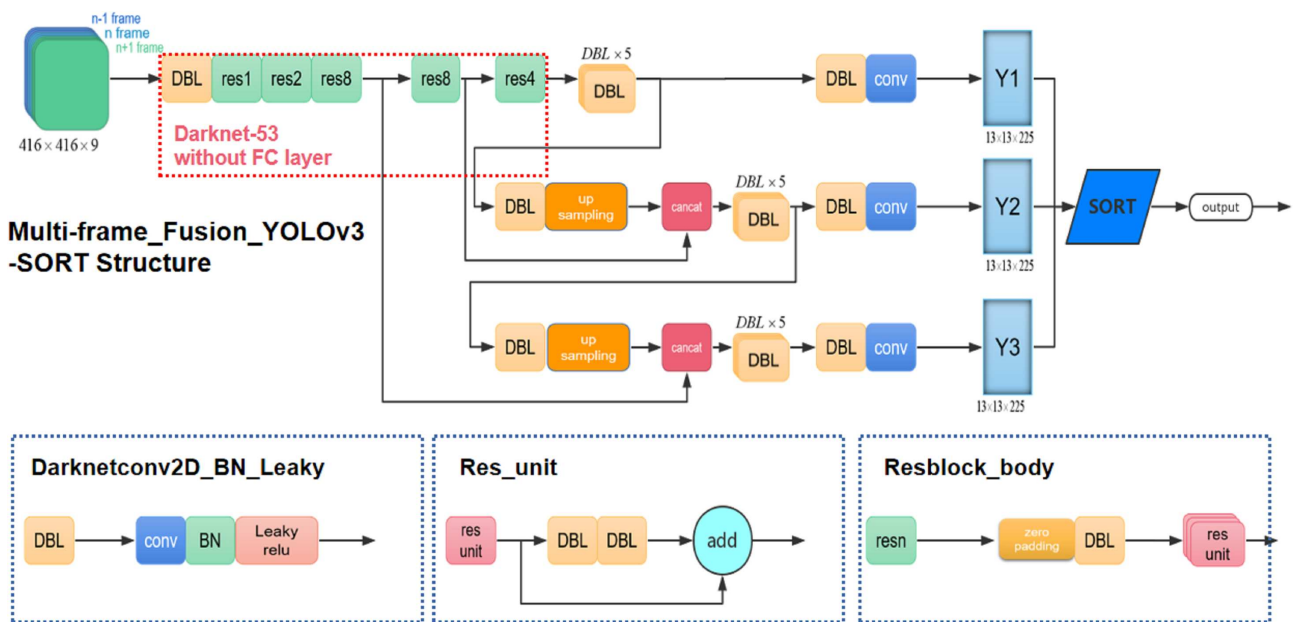 n-1 frame
n frame
n+1 frame
416×416×9
DBL
res1
res2
res8
res8
res4
DBL×5
DBL
DBL
conv
Y1
13×13×225
Darknet-53
without FC layer
DBL
up
sampling
cancat
DBL×5
DBL
DBL
conv
Y2
13×13×225
SORT
output
Multi-frame_Fusion_YOLOv3
-SORT Structure
DBL
up
sampling
cancat
DBL×5
DBL
DBL
conv
Y3
13×13×225
Darknetconv2D_BN_Leaky
DBL
conv
BN
Leaky
relu
Res_unit
res
unit
DBL
DBL
add
Resblock_body
resn
zero
padding
DBL
res
unit